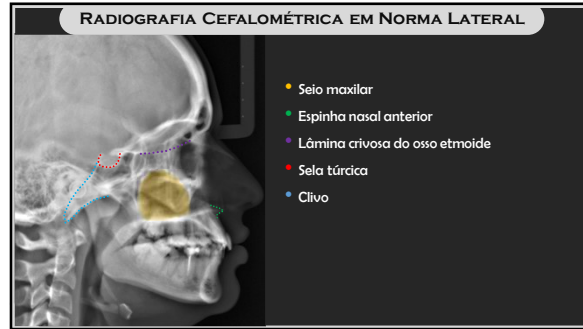 Radiografia Cefalométrica em Norma Lateral
Seio maxilar
Espinha nasal anterior
Lâmina crivosa do osso etmoide
Sela túrcica
Clivo